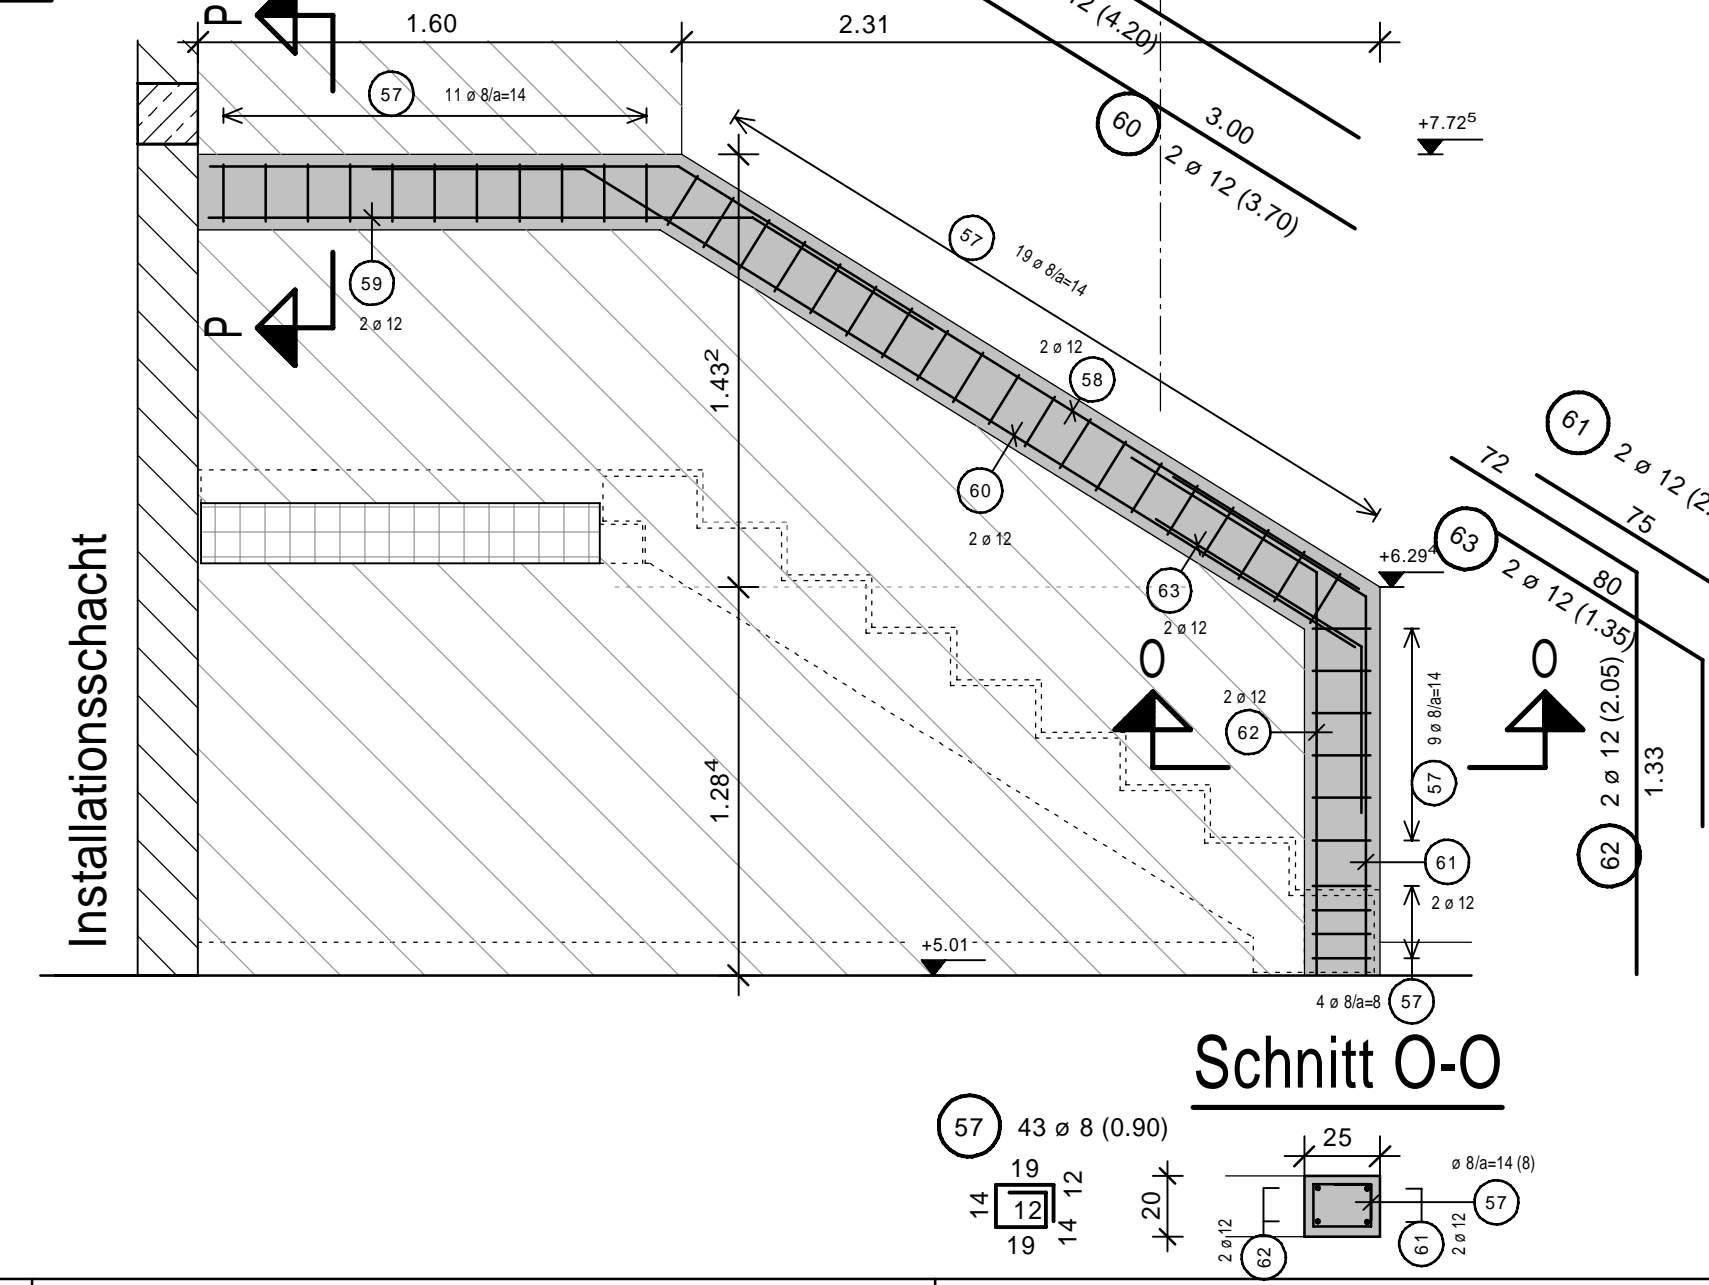 P
1.60
2.31
12 (4.20)
57
11 ø 8/a=14
60
3.00
2 ø 12 (3.70)
+7.72⁵
57
19 ø 8/a=14
59
2 ø 12
P
1.43²
2 ø 12
58
60
2 ø 12
61
2 ø 12 (2.
72
75
63
80
2 ø 12 (1.35)
+6.29⁴
63
2 ø 12
Installationsschacht
O
O
2 ø 12
62
9 ø 8/a=14
57
2 ø 12 (2.05)
1.33
62
1.28⁴
61
2 ø 12
+5.01
4 ø 8/a=8
57
Schnitt O-O
57
43 ø 8 (0.90)
19
12
14
12
14
19
25
20
ø 8/a=14 (8)
57
2 ø 12
62
61
2 ø 12